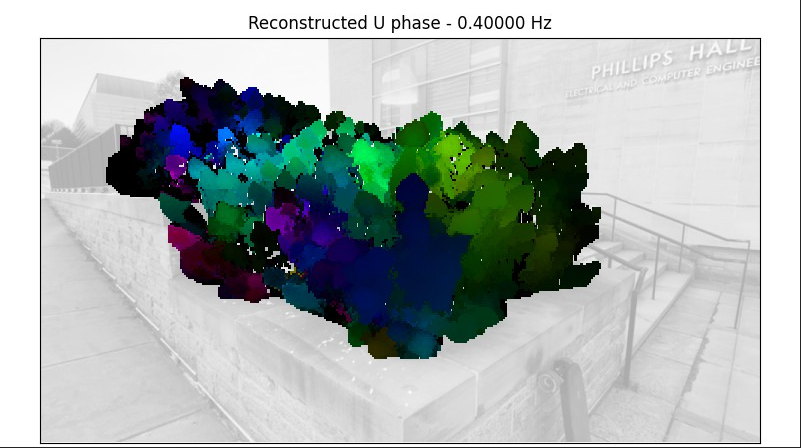 Reconstructed U phase - 0.40000 Hz
PHILLIPS HALL
ELECTRICAL AND COMPUTER ENGINEE